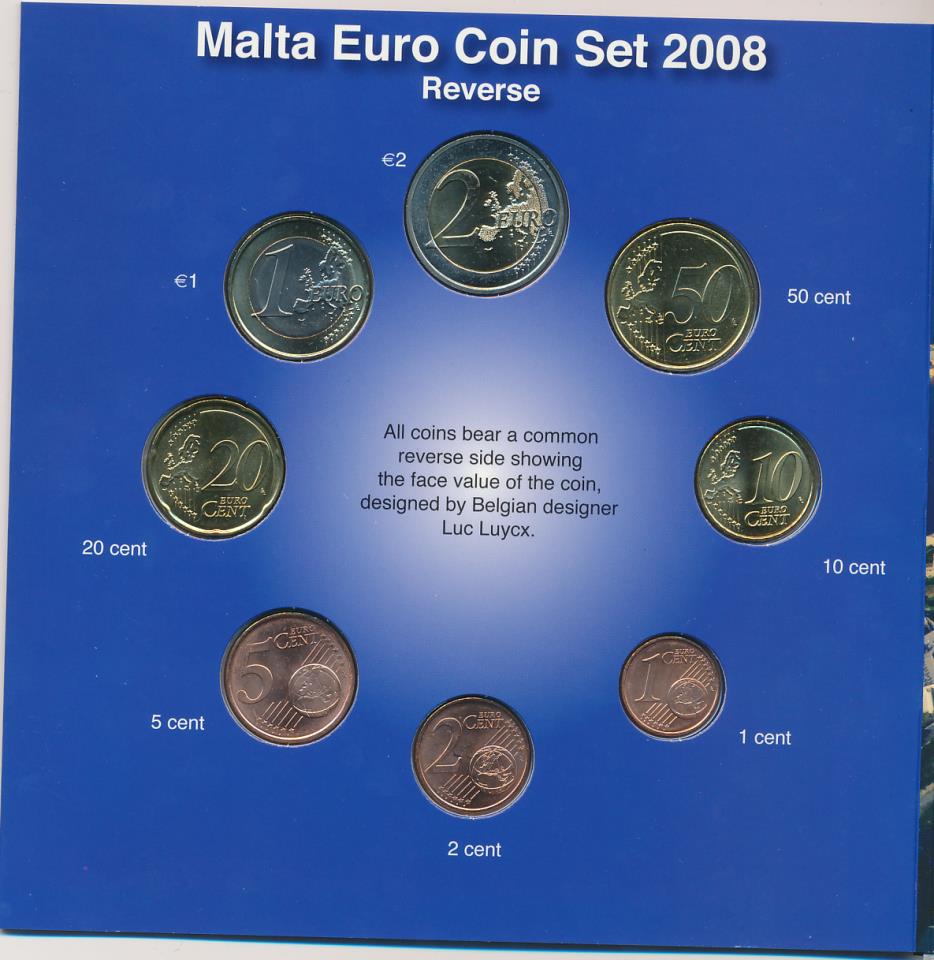 Malta Euro Coin Set 2008
Reverse
€2
2 EURO
€1
1 EURO
50 EURO CENT
50 cent
All coins bear a common
reverse side showing
the face value of the coin,
designed by Belgian designer
Luc Luycx.
20 EURO CENT
20 cent
10 EURO CENT
10 cent
5 EURO CENT
5 cent
2 EURO CENT
2 cent
1 EURO CENT
1 cent